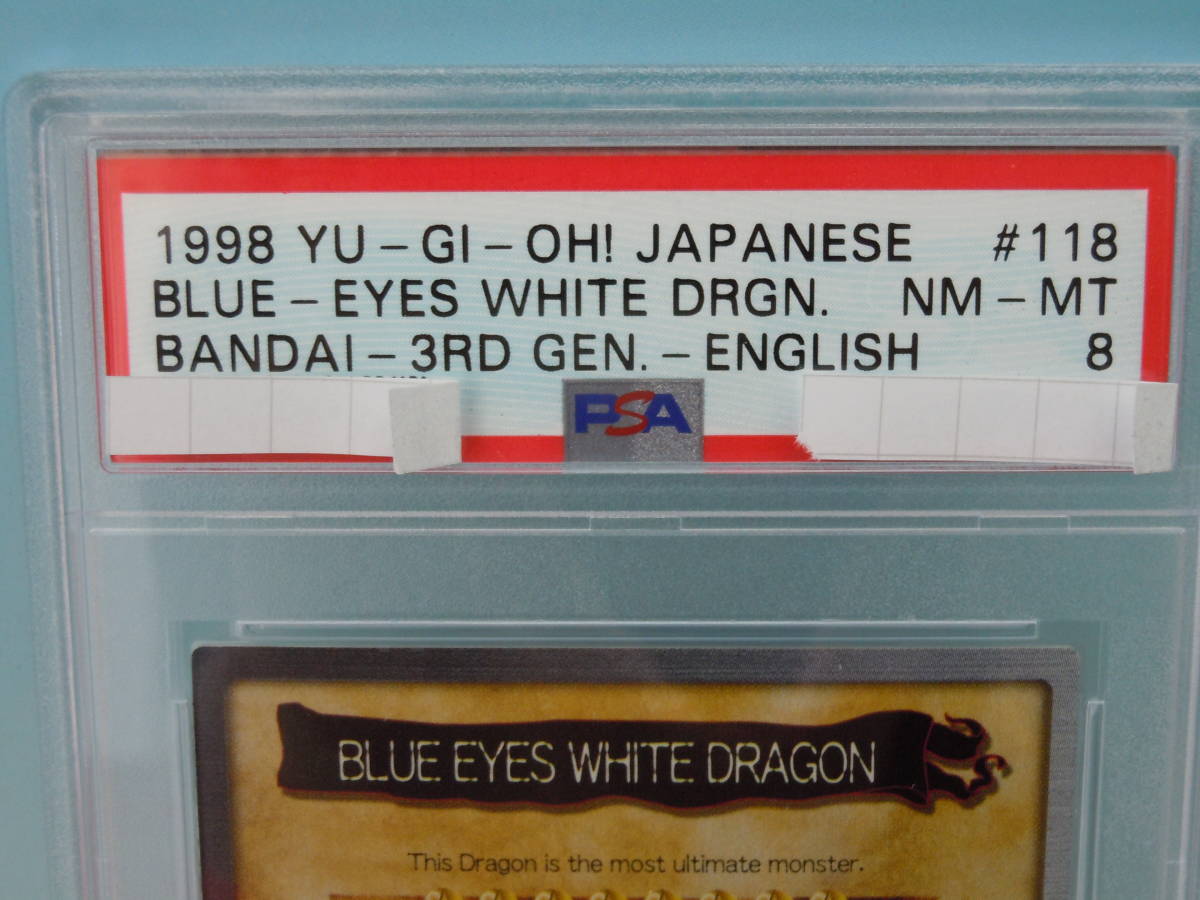 1998 YU-GI-OH! JAPANESE #118
BLUE-EYES WHITE DRGN. NM-MT
BANDAI-3RD GEN.-ENGLISH 8
PSA
BLUE EYES WHITE DRAGON
This Dragon is the most ultimate monster.